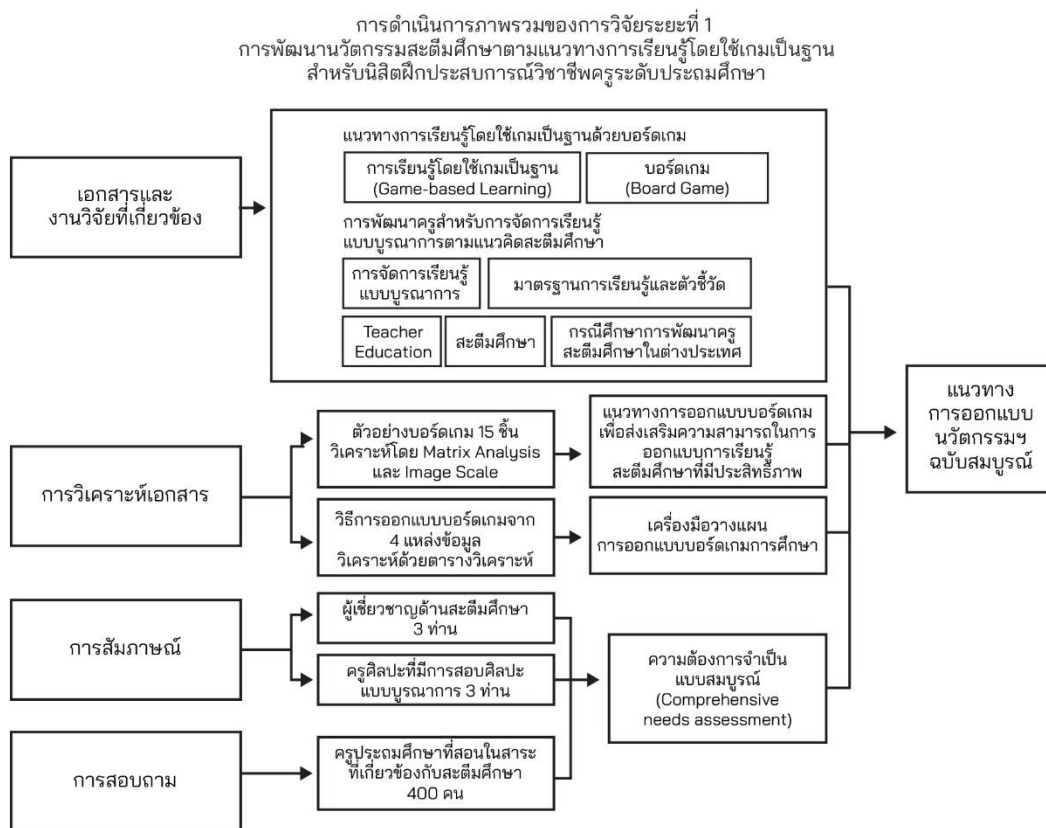 การดำเนินการภาพรวมของการวิจัยระยะที่ 1
การพัฒนานวัตกรรมสะตีมศึกษาตามแนวทางการเรียนรู้โดยใช้เกมเป็นฐาน
สำหรับนิสิตฝึกประสบการณ์วิชาชีพครูระดับประถมศึกษา
เอกสารและ
งานวิจัยที่เกี่ยวข้อง
แนวทางการเรียนรู้โดยใช้เกมเป็นฐานด้วยบอร์ดเกม
การเรียนรู้โดยใช้เกมเป็นฐาน
(Game-based Learning)
บอร์ดเกม
(Board Game)
การพัฒนาครูสำหรับการจัดการเรียนรู้
แบบบูรณาการตามแนวคิดสะตีมศึกษา
การจัดการเรียนรู้
แบบบูรณาการ
มาตรฐานการเรียนรู้และตัวชี้วัด
Teacher
Education
สะตีมศึกษา
กรณีศึกษาการพัฒนาครู
สะตีมศึกษาในต่างประเทศ
แนวทาง
การออกแบบ
นวัตกรรมฯ
ฉบับสมบูรณ์
การวิเคราะห์เอกสาร
ตัวอย่างบอร์ดเกม 15 ชิ้น
วิเคราะห์โดย Matrix Analysis
และ Image Scale
แนวทางการออกแบบบอร์ดเกม
เพื่อส่งเสริมความสามารถในการ
ออกแบบการเรียนรู้
สะตีมศึกษาที่มีประสิทธิภาพ
วิธีการออกแบบบอร์ดเกมจาก
4 แหล่งข้อมูล
วิเคราะห์ด้วยตารางวิเคราะห์
เครื่องมือวางแผน
การออกแบบบอร์ดเกมการศึกษา
การสัมภาษณ์
ผู้เชี่ยวชาญด้านสะตีมศึกษา
3 ท่าน
ครูศิลปะที่มีการสอนศิลปะ
แบบบูรณาการ 3 ท่าน
ความต้องการจำเป็น
แบบสมบูรณ์
(Comprehensive
needs assessment)
การสอบถาม
ครูประถมศึกษาที่สอนในสาระ
ที่เกี่ยวข้องกับสะตีมศึกษา
400 คน